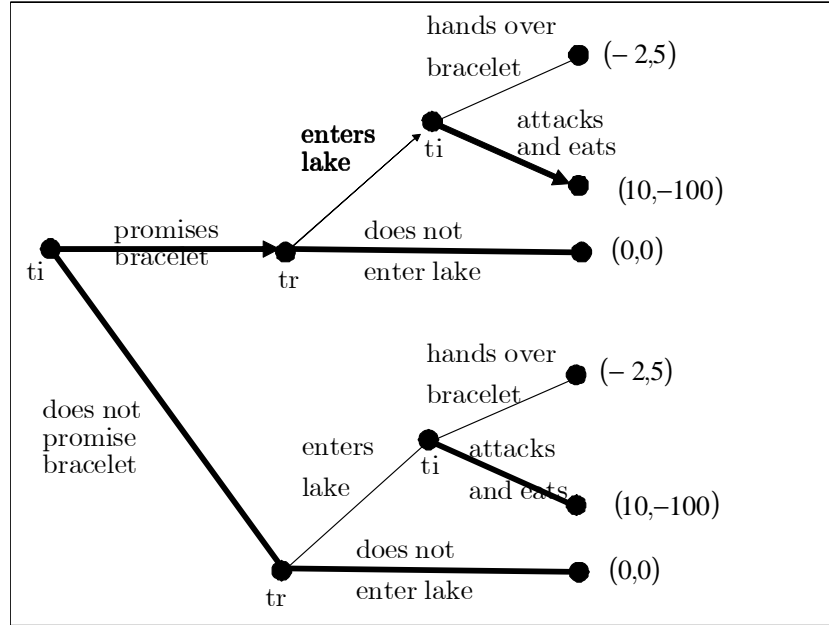 hands over
bracelet
(– 2,5)
enters
lake
ti
attacks
and eats
(10,–100)
promises
bracelet
ti
tr
does not
enter lake
(0,0)
hands over
bracelet
(– 2,5)
does not
promise
bracelet
enters
lake
ti
attacks
and eats
(10,–100)
does not
enter lake
(0,0)
tr